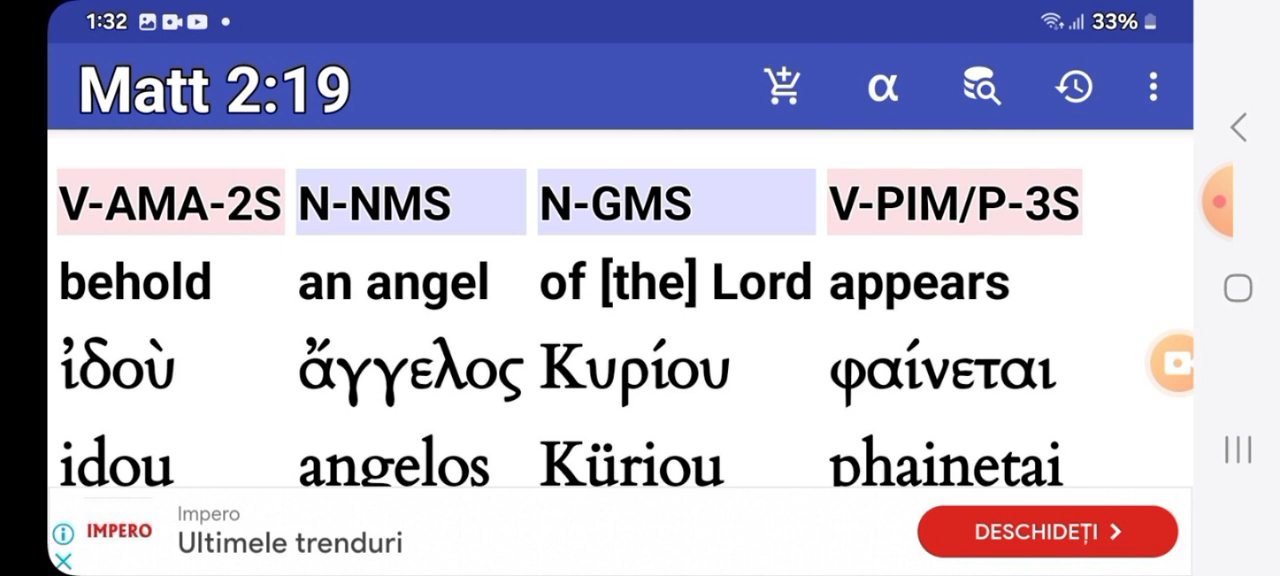 1:32 33%
Matt 2:19 α
V-AMA-2S N-NMS N-GMS V-PIM/P-3S
behold an angel of [the] Lord appears
ἰδοὺ ἄγγελος Κυρίου φαίνεται
idou angelos Küriou phainetai
IMPERO
Impero
Ultimele trenduri
DESCHIDEȚI